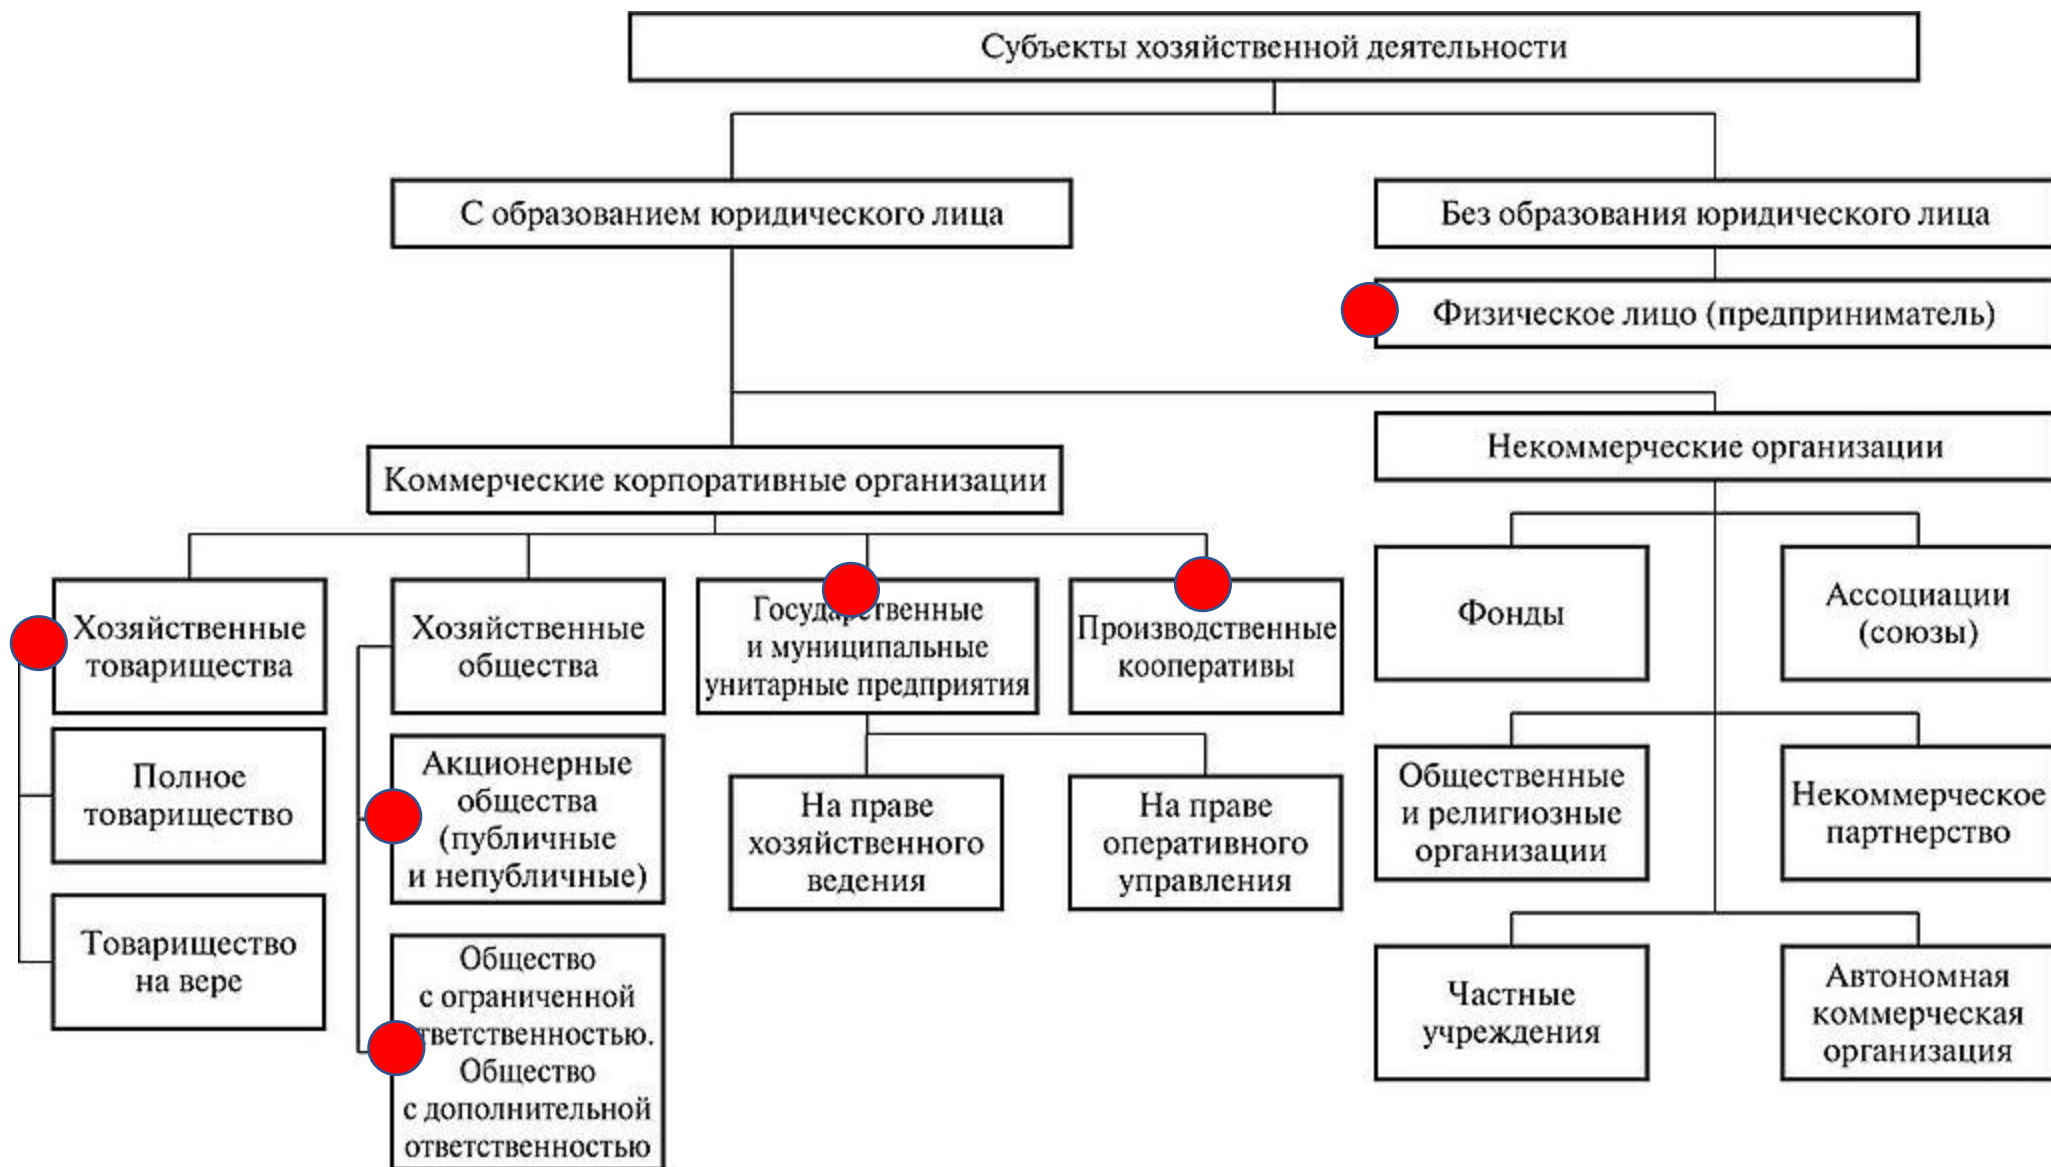 Субъекты хозяйственной деятельности
С образованием юридического лица
Без образования юридического лица
Физическое лицо (предприниматель)
Коммерческие корпоративные организации
Некоммерческие организации
Хозяйственные
товарищества
Полное
товарищество
Товарищество
на вере
Хозяйственные
общества
Акционерные
общества
(публичные
и непубличные)
Общество
с ограниченной
тветственностью.
Общество
с дополнительной
ответственностью
Государственные
и муниципальные
унитарные предприятия
На праве
хозяйственного
ведения
На праве
оперативного
управления
Производственные
кооперативы
Фонды
Ассоциации
(союзы)
Общественные
и религиозные
организации
Некоммерческое
партнерство
Частные
учреждения
Автономная
коммерческая
организация